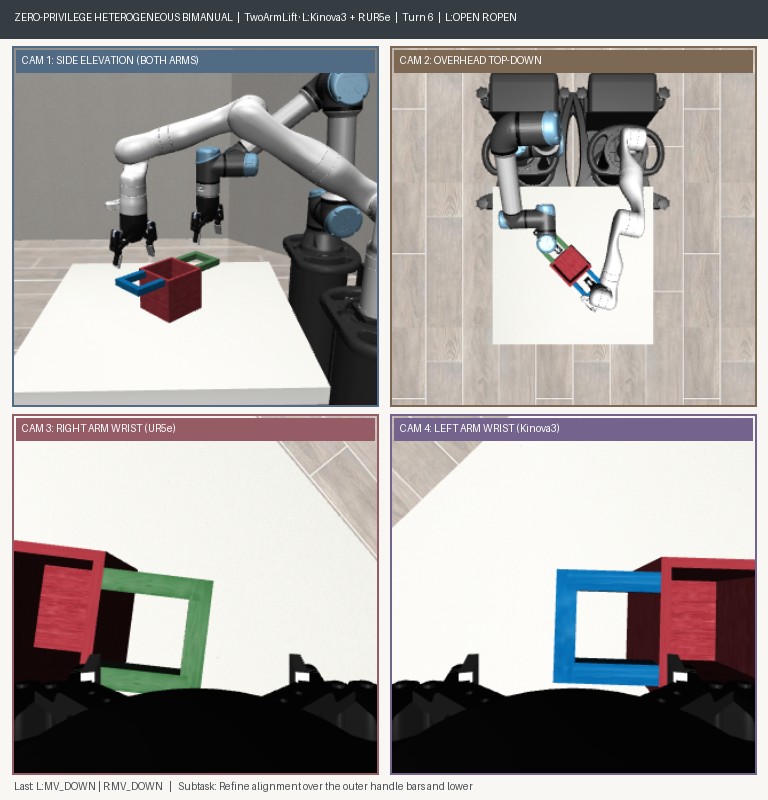 ZERO-PRIVILEGE HETEROGENEOUS BIMANUAL | TwoArmLift · L:Kinova3 + R:UR5e | Turn 6 | L:OPEN R:OPEN
CAM 1: SIDE ELEVATION (BOTH ARMS)
CAM 2: OVERHEAD TOP-DOWN
CAM 3: RIGHT ARM WRIST (UR5e)
CAM 4: LEFT ARM WRIST (Kinova3)
Last: L:MV_DOWN | R:MV_DOWN | Subtask: Refine alignment over the outer handle bars and lower